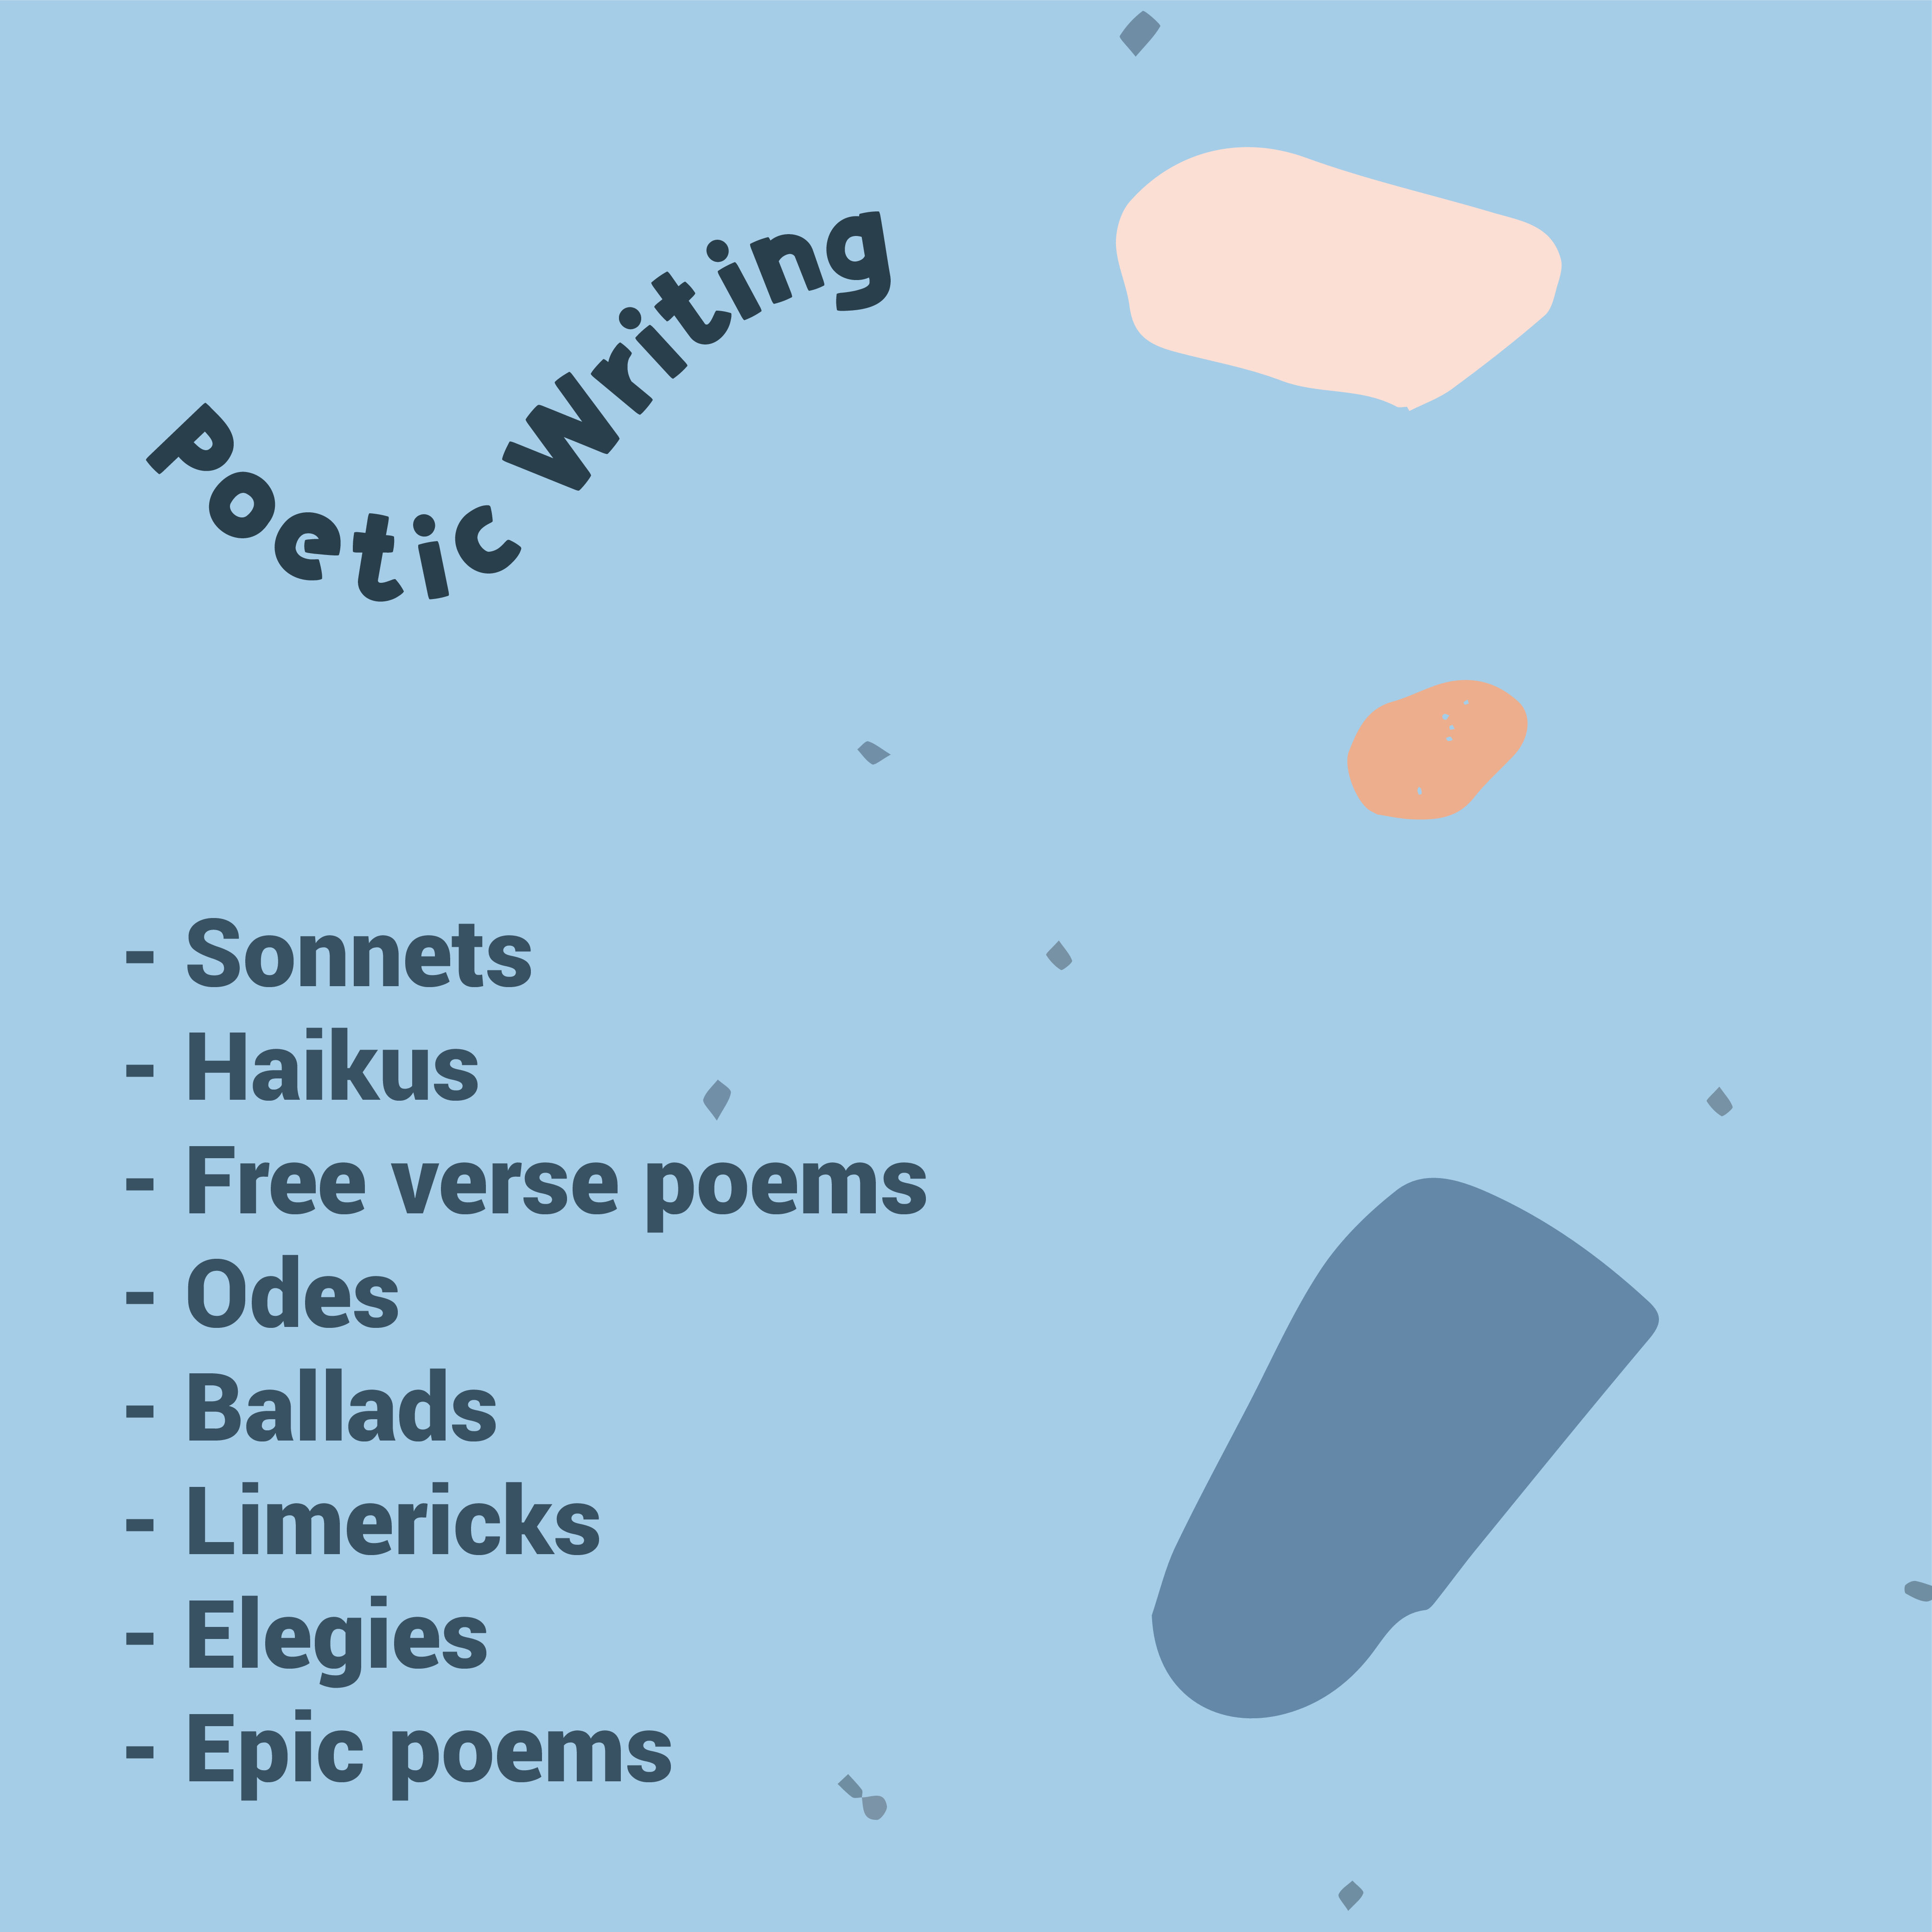 Poetic writing
- Sonnets
- Haikus
- Free verse poems
- Odes
- Ballads
- Limericks
- Elegies
- Epic poems